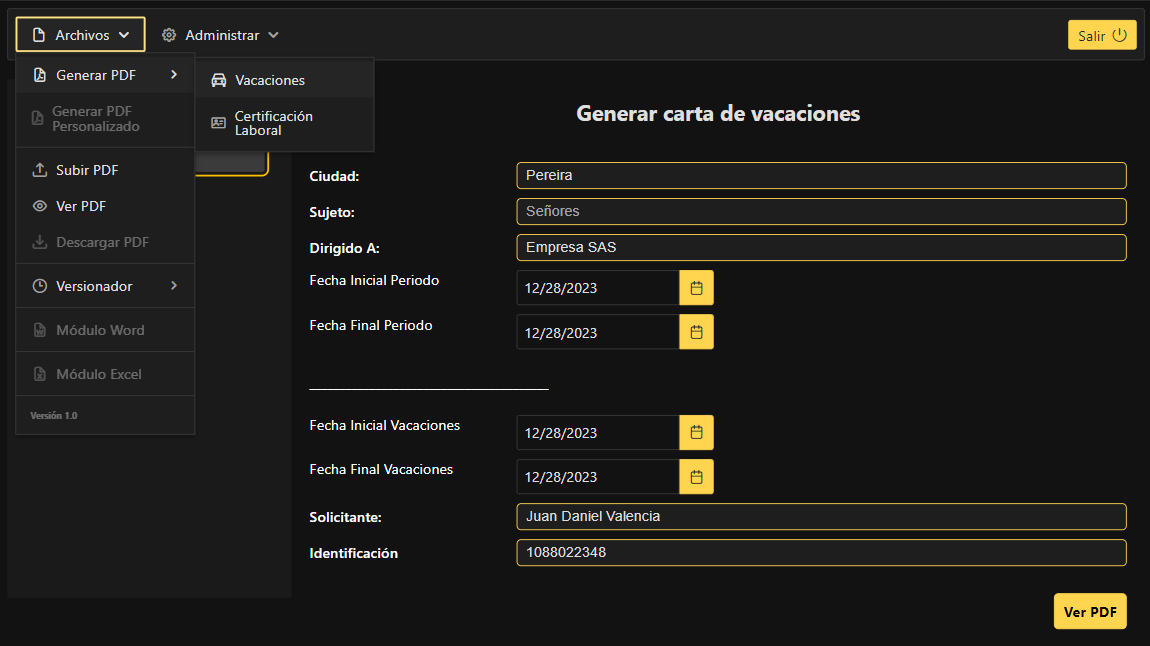 Archivos
Administrar
Salir
Generar PDF
Vacaciones
Generar PDF
Personalizado
Certificación
Laboral
Subir PDF
Ver PDF
Descargar PDF
Versionador
Módulo Word
Módulo Excel
Versión 1.0
Generar carta de vacaciones
Ciudad: Pereira
Sujeto: Señores
Dirigido A: Empresa SAS
Fecha Inicial Periodo 12/28/2023
Fecha Final Periodo 12/28/2023
Fecha Inicial Vacaciones 12/28/2023
Fecha Final Vacaciones 12/28/2023
Solicitante: Juan Daniel Valencia
Identificación 1088022348
Ver PDF